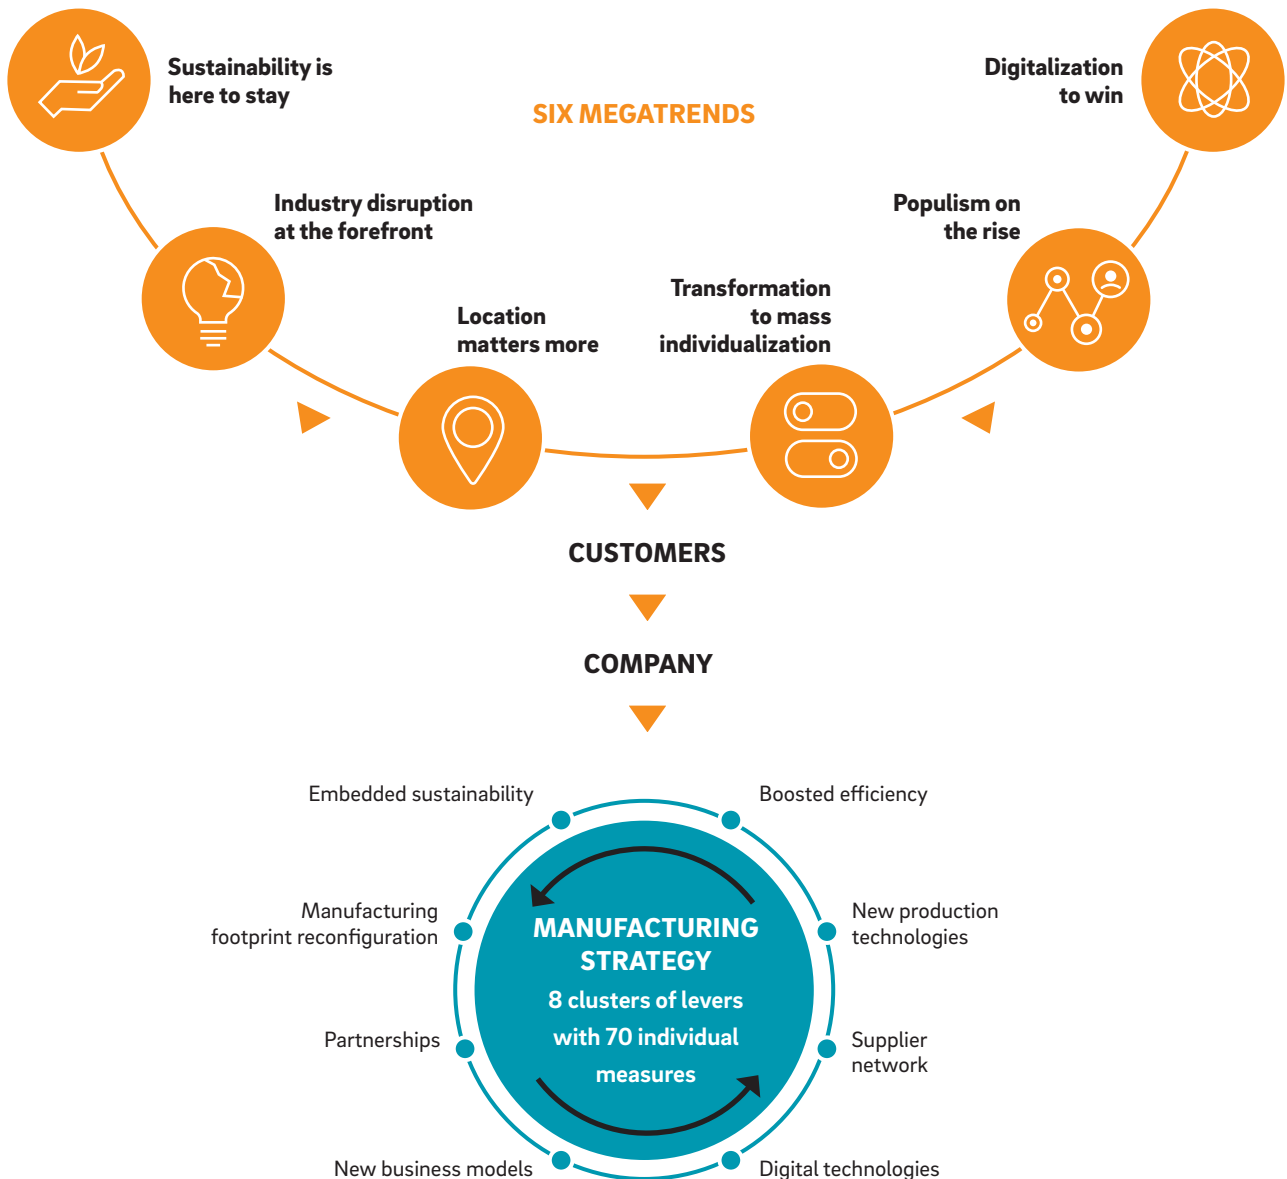 Sustainability is
here to stay
Digitalization
to win
SIX MEGATRENDS
Industry disruption
at the forefront
Populism on
the rise
Location
matters more
Transformation
to mass
individualization
CUSTOMERS
COMPANY
Embedded sustainability
Boosted efficiency
Manufacturing
footprint reconfiguration
New production
technologies
MANUFACTURING
STRATEGY
8 clusters of levers
with 70 individual
measures
Partnerships
Supplier
network
New business models
Digital technologies